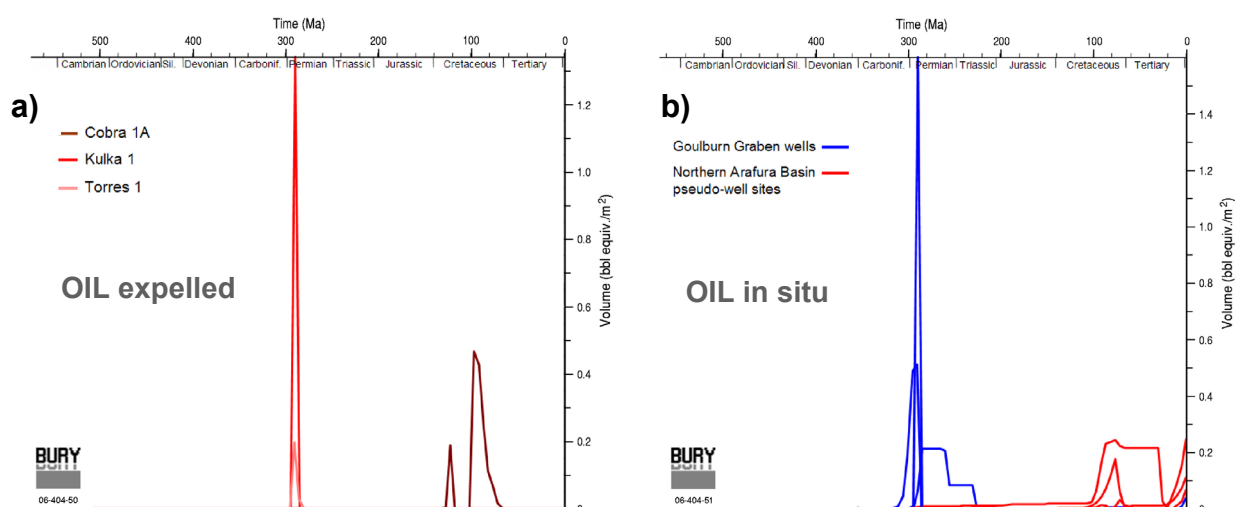 Time (Ma)
500 400 300 200 100 0
Cambrian Ordovician Sil. Devonian Carbonif. Permian Triassic Jurassic Cretaceous Tertiary
a)
Cobra 1A
Kulka 1
Torres 1
OIL expelled
1.2
1.0
0.8
0.6
0.4
0.2
0
Volume (bbl equiv./m²)
BURY
06-404-50
Time (Ma)
500 400 300 200 100 0
Cambrian Ordovician Sil. Devonian Carbonif. Permian Triassic Jurassic Cretaceous Tertiary
b)
Goulburn Graben wells
Northern Arafura Basin
pseudo-well sites
OIL in situ
1.4
1.2
1.0
0.8
0.6
0.4
0.2
0
Volume (bbl equiv./m²)
BURY
06-404-51